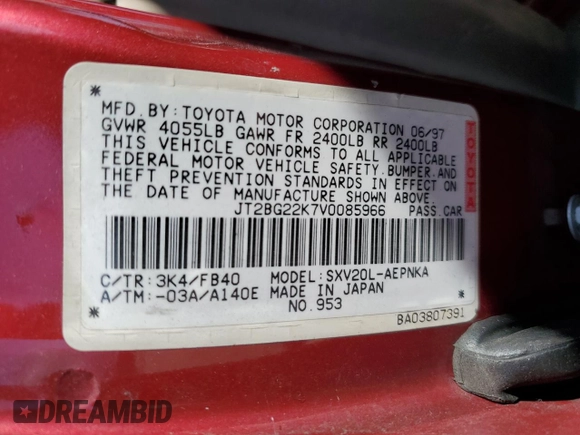 MFD. BY: TOYOTA MOTOR CORPORATION 06/97
GVWR 4055LB GAWR FR 2400LB RR 2400LB
THIS VEHICLE CONFORMS TO ALL APPLICABLE
FEDERAL MOTOR VEHICLE SAFETY, BUMPER, AND
THEFT PREVENTION STANDARDS IN EFFECT ON
THE DATE OF MANUFACTURE SHOWN ABOVE.
JT2BG22K7V0085966 PASS. CAR
TOYOTA
C/TR: 3K4/FB40 MODEL: SXV20L-AEPNKA
A/TM: -03A/A140E MADE IN JAPAN
NO. 953
BA03807391
DREAMBID